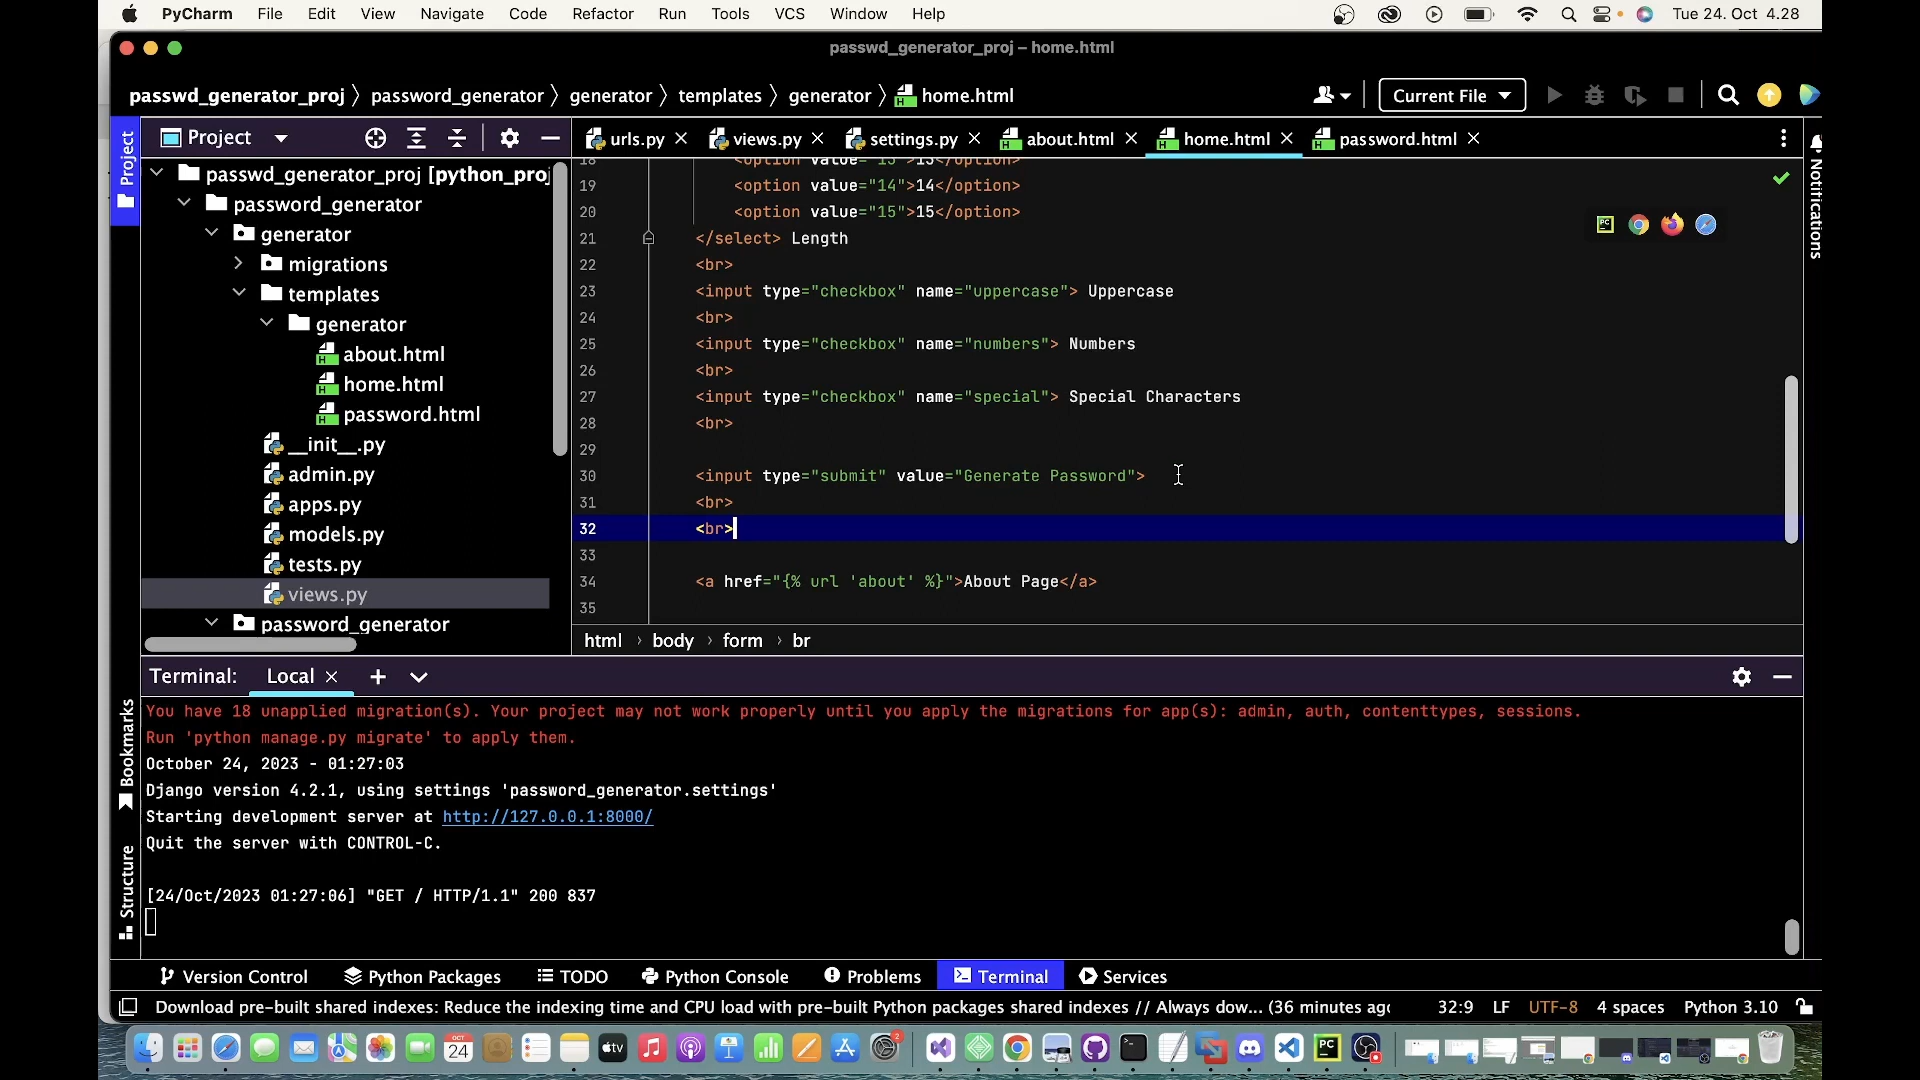 PyCharm File Edit View Navigate Code Refactor Run Tools VCS Window Help Tue 24. Oct 4.28
passwd_generator_proj – home.html
passwd_generator_proj password_generator generator templates generator home.html Current File
Project
Project urls.py views.py settings.py about.html home.html password.html
Notifications
passwd_generator_proj [python_proj
password_generator
generator
migrations
templates
generator
about.html
home.html
password.html
__init__.py
admin.py
apps.py
models.py
tests.py
views.py
password_generator
18 <option value="13">13</option>
19 <option value="14">14</option>
20 <option value="15">15</option>
21 </select> Length
22 <br>
23 <input type="checkbox" name="uppercase"> Uppercase
24 <br>
25 <input type="checkbox" name="numbers"> Numbers
26 <br>
27 <input type="checkbox" name="special"> Special Characters
28 <br>
29
30 <input type="submit" value="Generate Password">
31 <br>
32 <br>
33
34 <a href="{% url 'about' %}">About Page</a>
35
html › body › form › br
Terminal: Local
Bookmarks
Structure
You have 18 unapplied migration(s). Your project may not work properly until you apply the migrations for app(s): admin, auth, contenttypes, sessions.
Run 'python manage.py migrate' to apply them.
October 24, 2023 - 01:27:03
Django version 4.2.1, using settings 'password_generator.settings'
Starting development server at http://127.0.0.1:8000/
Quit the server with CONTROL-C.
[24/Oct/2023 01:27:06] "GET / HTTP/1.1" 200 837
Version Control Python Packages TODO Python Console Problems Terminal Services
Download pre-built shared indexes: Reduce the indexing time and CPU load with pre-built Python packages shared indexes // Always dow... (36 minutes ago 32:9 LF UTF-8 4 spaces Python 3.10
OCT
24
tv
2
PC